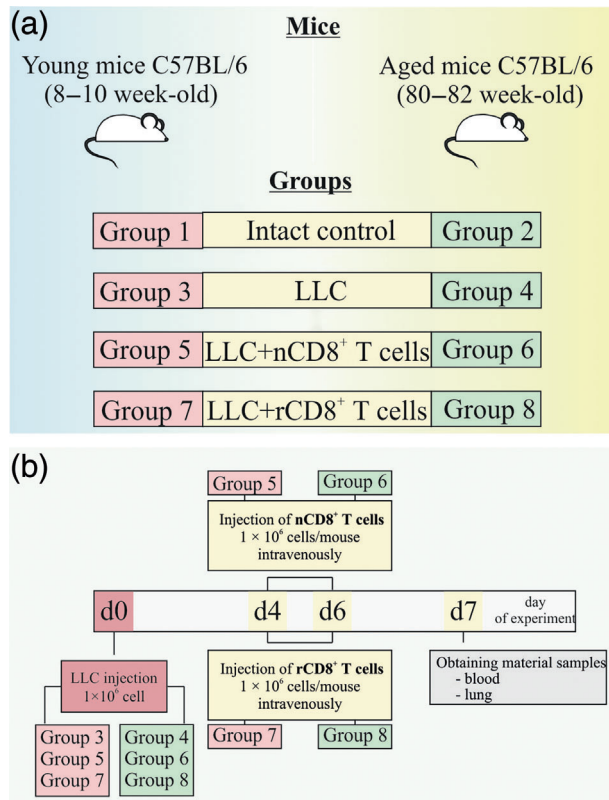 (a)
Mice
Young mice C57BL/6
(8–10 week-old)
Aged mice C57BL/6
(80–82 week-old)
Groups
Group 1 Intact control Group 2
Group 3 LLC Group 4
Group 5 LLC+nCD8⁺ T cells Group 6
Group 7 LLC+rCD8⁺ T cells Group 8
(b)
Group 5 Group 6
Injection of nCD8⁺ T cells
1 × 10⁶ cells/mouse
intravenously
d0 d4 d6 d7 day
of experiment
LLC injection
1×10⁶ cell
Group 3
Group 5
Group 7
Group 4
Group 6
Group 8
Injection of rCD8⁺ T cells
1 × 10⁶ cells/mouse
intravenously
Group 7 Group 8
Obtaining material samples
- blood
- lung